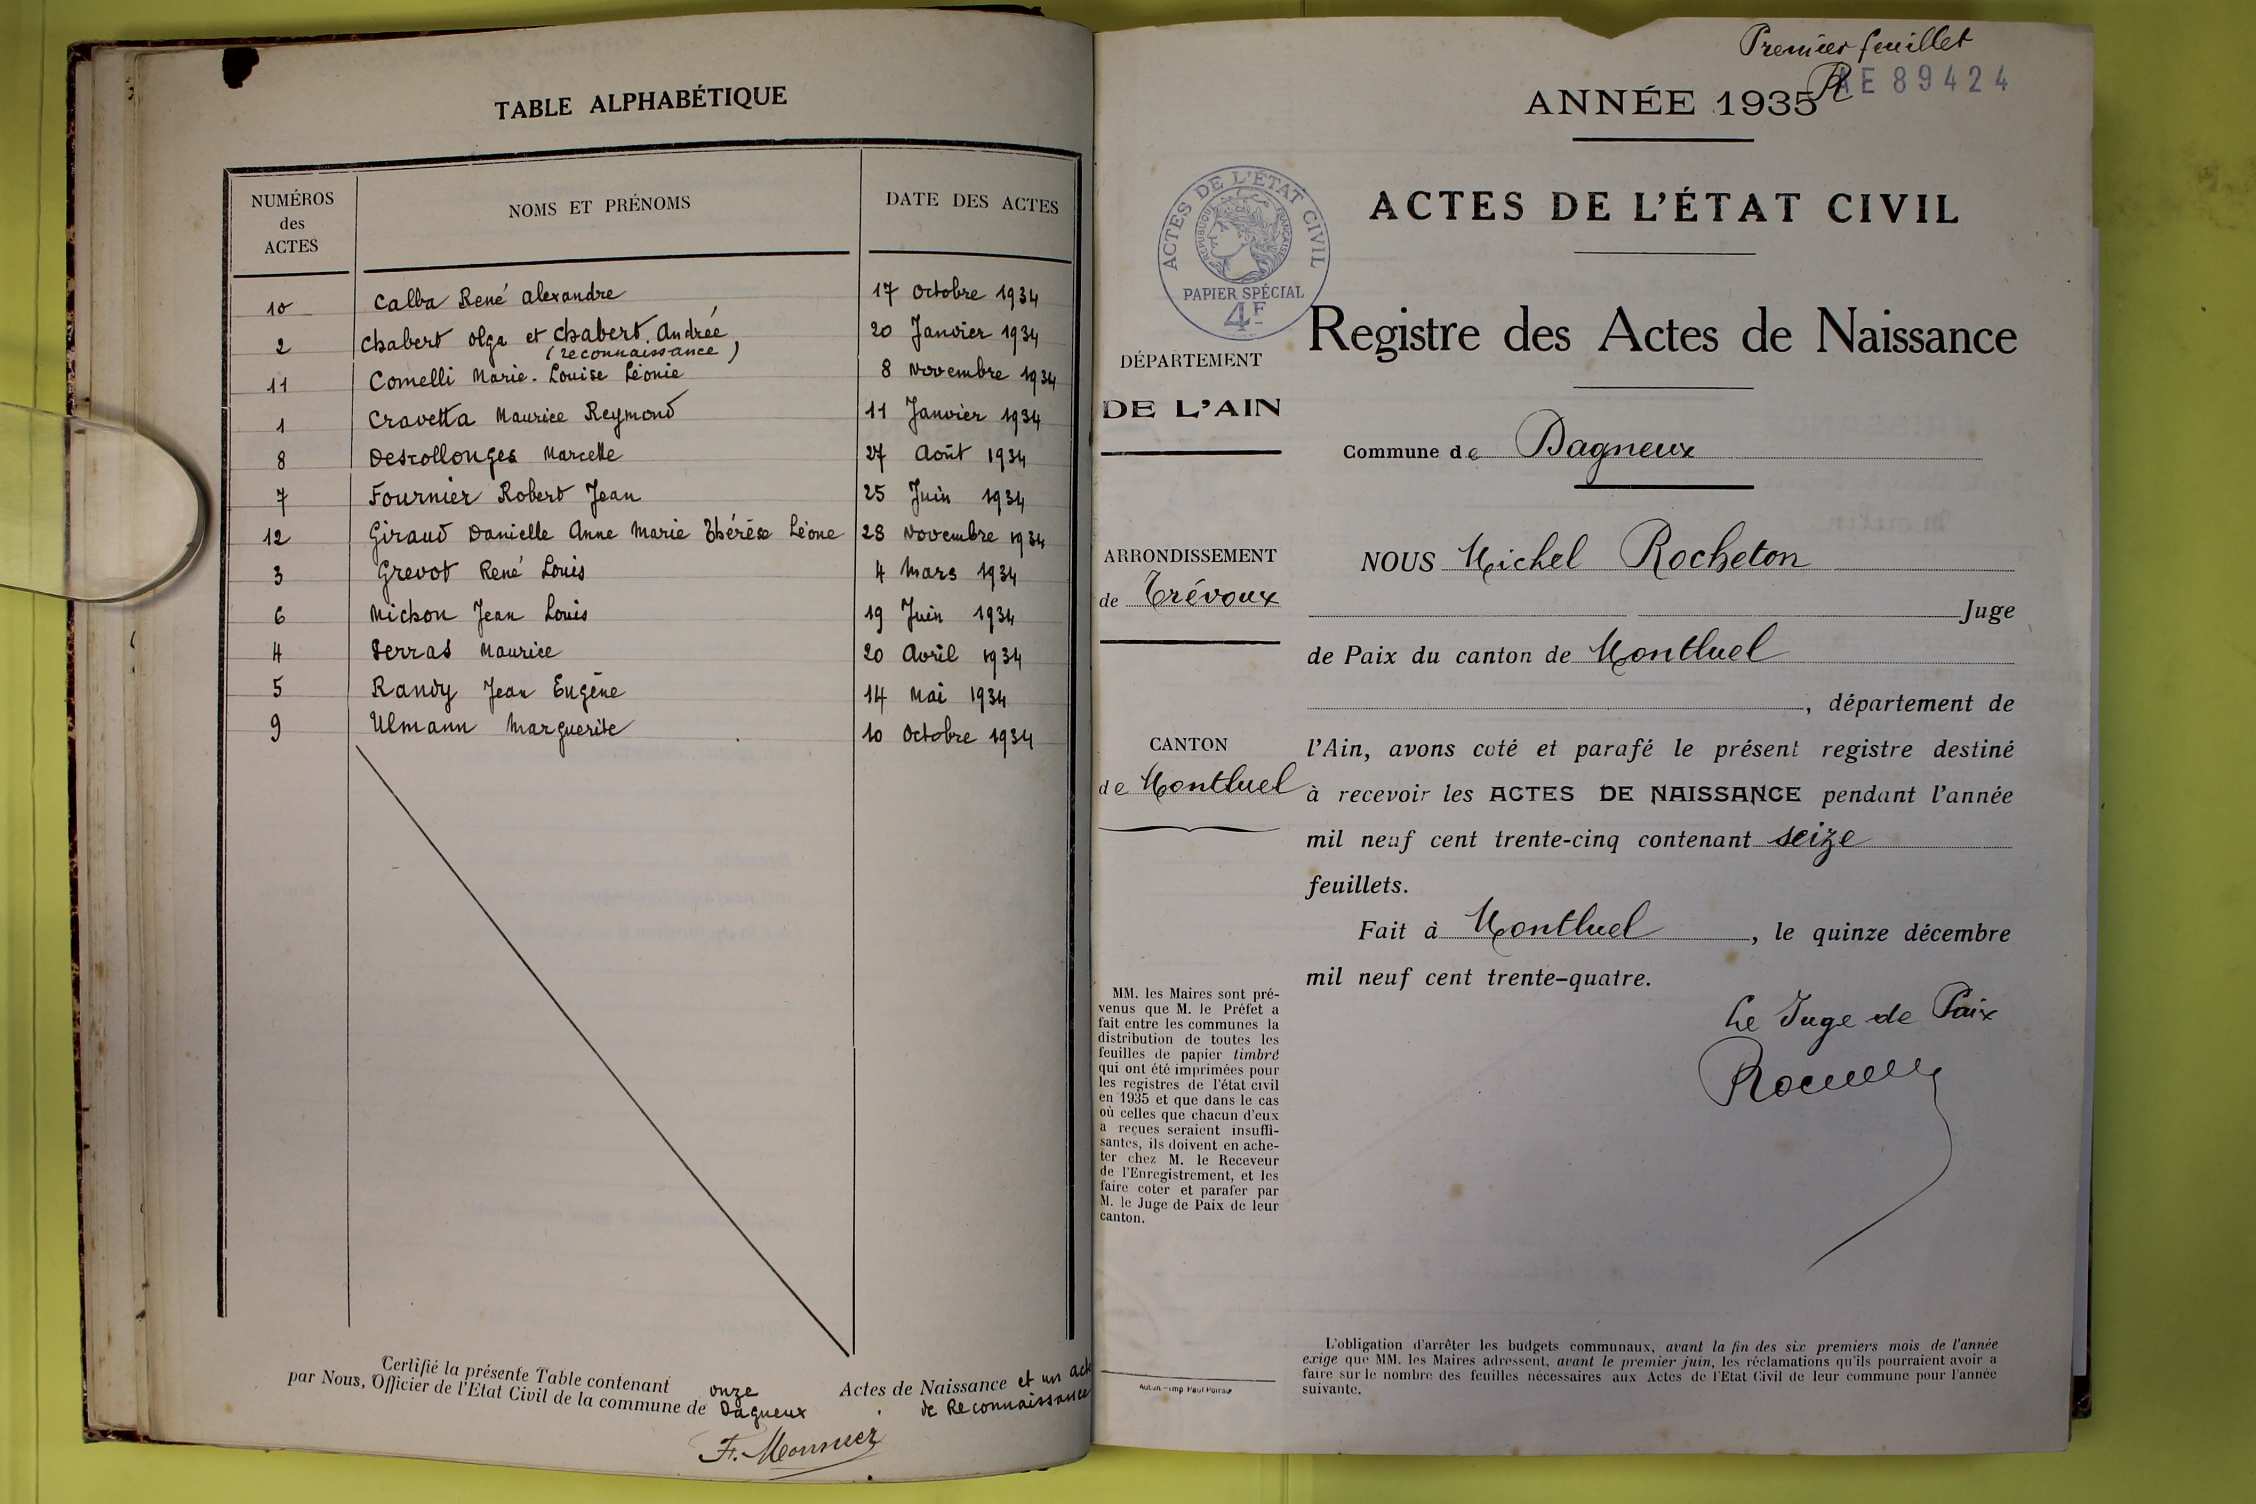 TABLE ALPHABÉTIQUE
NUMÉROS des ACTES | NOMS ET PRÉNOMS | DATE DES ACTES
10 Calba René Alexandre 17 Octobre 1934
2 Chabert Olga et Chabert Andrée 20 Janvier 1934
(reconnaissance)
11 Comelli Marie-Louise Léonie 8 Novembre 1934
1 Cravetta Maurice Reymond 11 Janvier 1934
8 Descollonges Marcelle 27 Août 1934
7 Fournier Robert Jean 25 Juin 1934
12 Giraud Danielle Anne Marie Thérèse Léone 28 Novembre 1934
3 Grevot René Louis 4 Mars 1934
6 Michon Jean Louis 19 Juin 1934
4 Perras Maurice 20 Avril 1934
5 Randy Jean Eugène 14 Mai 1934
9 Ulmann Marguerite 10 Octobre 1934
Certifié la présente Table contenant onze Actes de Naissance et un acte
de Reconnaissance
par Nous, Officier de l'Etat Civil de la commune de Dagneux
F. Monnier
Premier feuillet
R
AE 89424
ANNÉE 1935
ACTES DE L'ÉTAT CIVIL
ACTES DE L'ÉTAT CIVIL
RÉPUBLIQUE FRANÇAISE
PAPIER SPÉCIAL
4F
Registre des Actes de Naissance
DÉPARTEMENT
DE L'AIN
ARRONDISSEMENT
de Trévoux
CANTON
de Montluel
MM. les Maires sont pré-
venus que M. le Préfet a
fait entre les communes la
distribution de toutes les
feuilles de papier timbré
qui ont été imprimées pour
les registres de l'état civil
en 1935 et que dans le cas
où celles que chacun d'eux
a reçues seraient insuffi-
santes, ils doivent en ache-
ter chez M. le Receveur
de l'Enregistrement, et les
faire coter et parafer par
M. le Juge de Paix de leur
canton.
Autun - Imp. Paul Poirson
Commune de Dagneux
NOUS Michel Rocheton
Juge
de Paix du canton de Montluel
, département de
l'Ain, avons coté et parafé le présent registre destiné
à recevoir les ACTES DE NAISSANCE pendant l'année
mil neuf cent trente-cinq contenant seize
feuillets.
Fait à Montluel, le quinze décembre
mil neuf cent trente-quatre.
Le Juge de Paix
L'obligation d'arrêter les budgets communaux, avant la fin des six premiers mois de l'année
exige que MM. les Maires adressent, avant le premier juin, les réclamations qu'ils pourraient avoir a
faire sur le nombre des feuilles nécessaires aux Actes de l'Etat Civil de leur commune pour l'année
suivante.